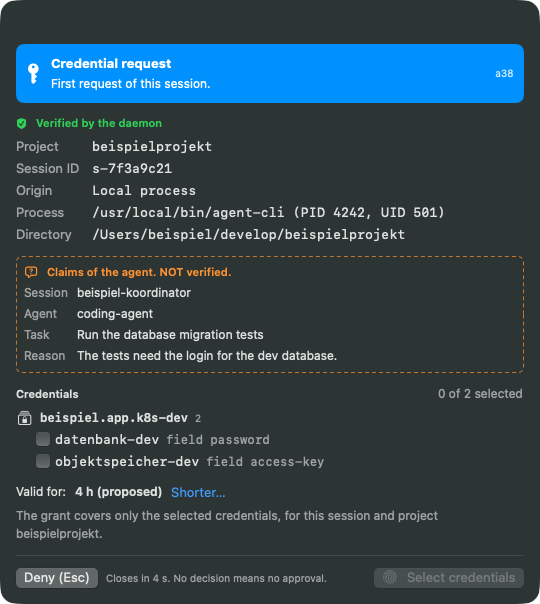 Credential request
First request of this session.
a38
Verified by the daemon
Project beispielprojekt
Session ID s-7f3a9c21
Origin Local process
Process /usr/local/bin/agent-cli (PID 4242, UID 501)
Directory /Users/beispiel/develop/beispielprojekt
Claims of the agent. NOT verified.
Session beispiel-koordinator
Agent coding-agent
Task Run the database migration tests
Reason The tests need the login for the dev database.
Credentials 0 of 2 selected
beispiel.app.k8s-dev 2
datenbank-dev field password
objektspeicher-dev field access-key
Valid for: 4 h (proposed) Shorter...
The grant covers only the selected credentials, for this session and project
beispielprojekt.
Deny (Esc) Closes in 4 s. No decision means no approval. Select credentials